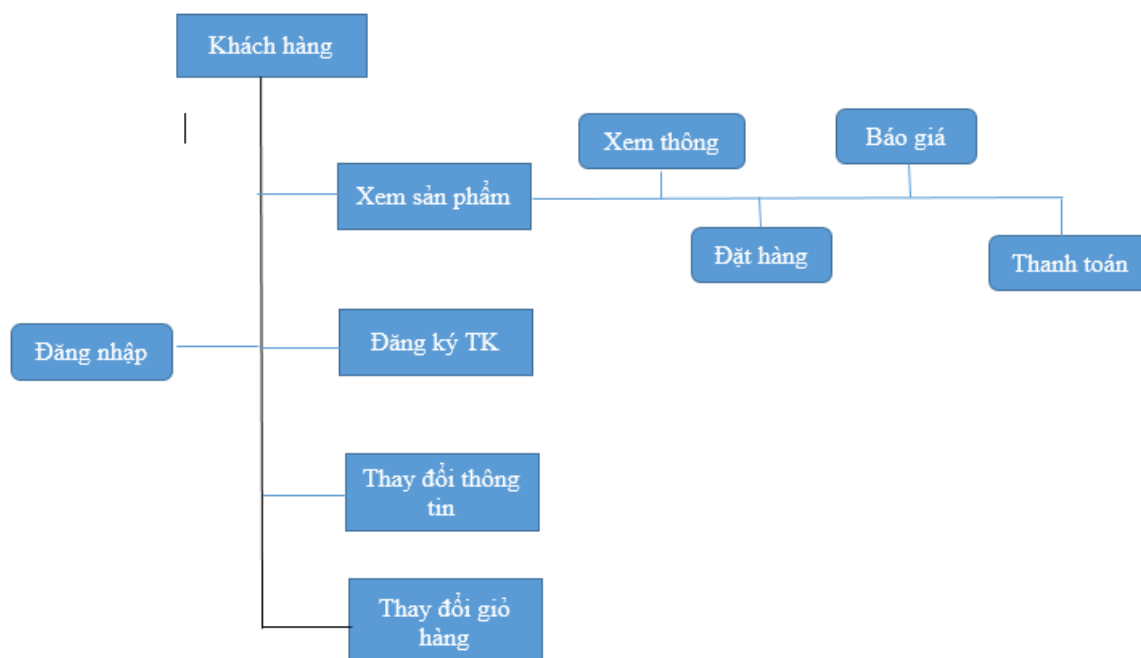 Khách hàng
Xem thông
Báo giá
Xem sản phẩm
Đặt hàng
Thanh toán
Đăng nhập
Đăng ký TK
Thay đổi thông
tin
Thay đổi giỏ
hàng